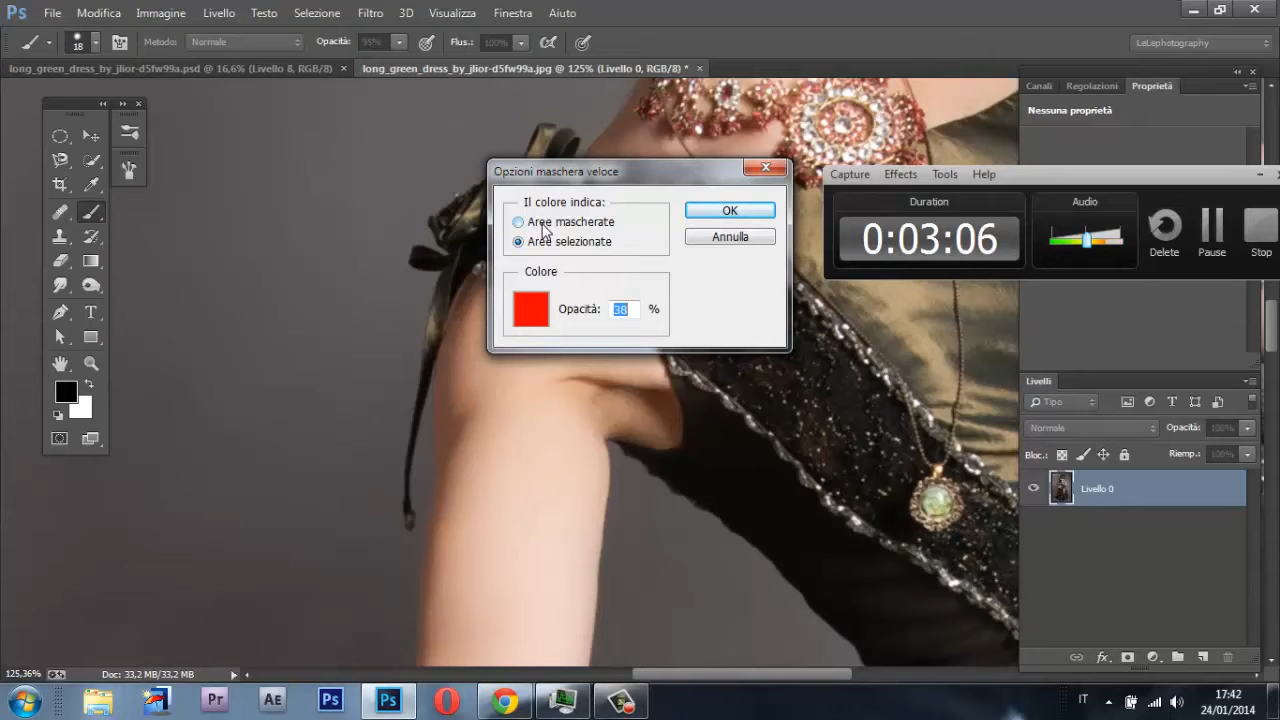 Ps File Modifica Immagine Livello Testo Selezione Filtro 3D Visualizza Finestra Aiuto
18 Metodo: Normale Opacità: 95% Flus.: 100% LeLephotography
long_green_dress_by_jlior-d5fw99a.psd @ 16,6% (Livello 8, RGB/8) × long_green_dress_by_jlior-d5fw99a.jpg @ 125% (Livello 0, RGB/8) * ×
Canali Regolazioni Proprietà
Nessuna proprietà
Opzioni maschera veloce
Il colore indica:
Aree mascherate
Aree selezionate
OK
Annulla
Colore
Opacità: 38 %
Capture Effects Tools Help
Duration Audio
0:03:06
Delete Pause Stop
Livelli
Tipo
Normale Opacità: 100%
Bloc.: Riemp.: 100%
Livello 0
125,36% Doc: 33,2 MB/33,2 MB
Pr Ae Ps Ps
IT 17:42
24/01/2014